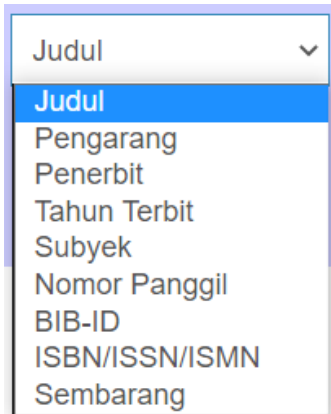 Judul
Judul
Pengarang
Penerbit
Tahun Terbit
Subyek
Nomor Panggil
BIB-ID
ISBN/ISSN/ISMN
Sembarang